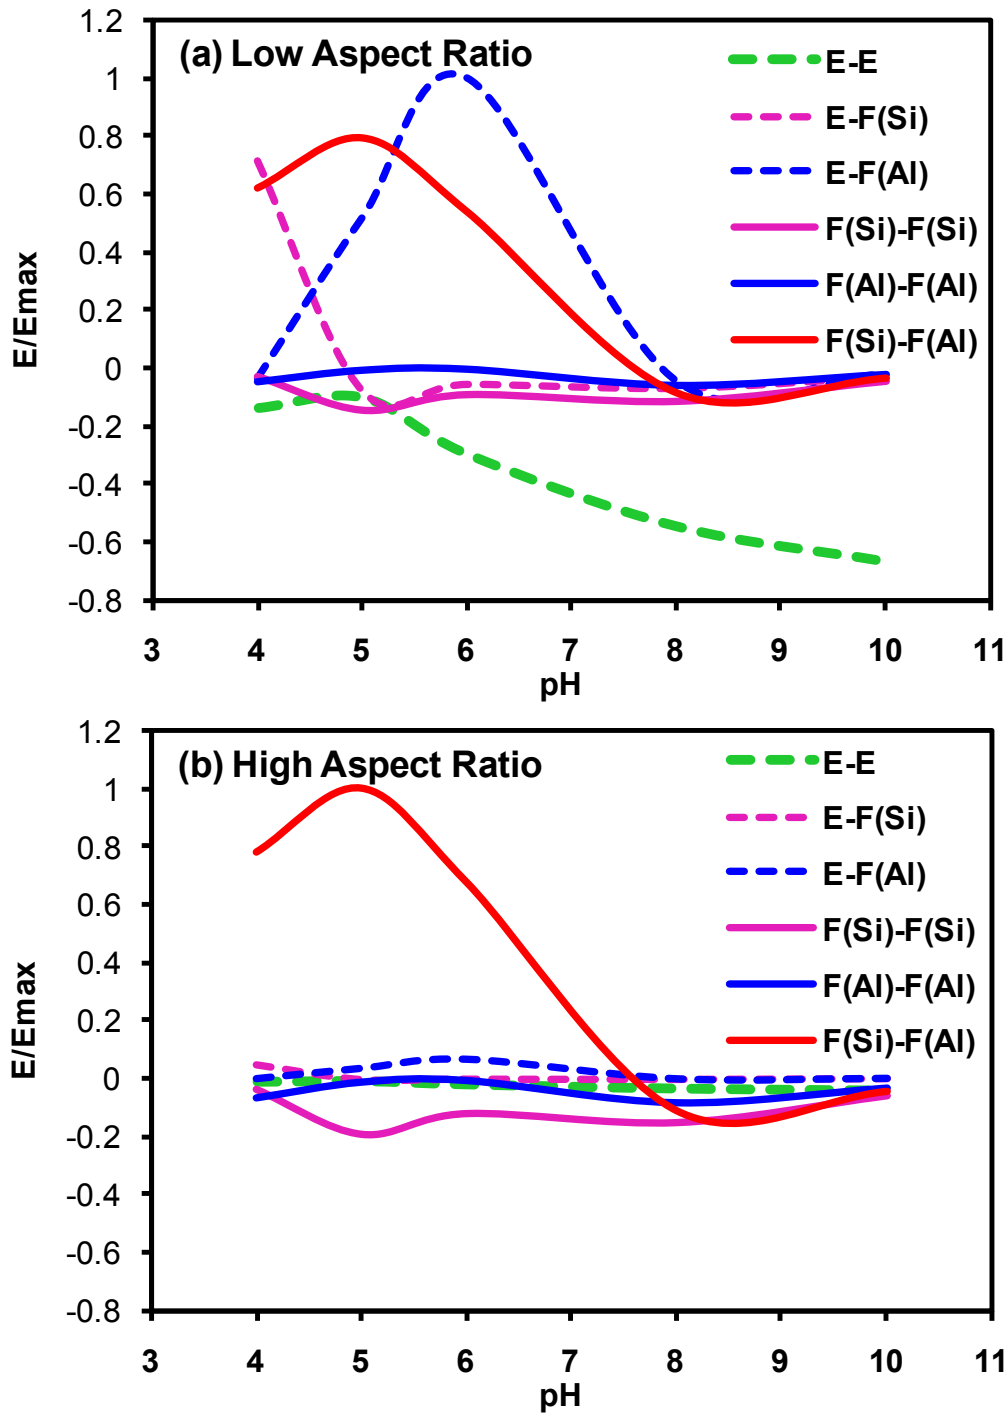 (a) Low Aspect Ratio
E/Emax
1.2
1
0.8
0.6
0.4
0.2
0
-0.2
-0.4
-0.6
-0.8
E-E
E-F(Si)
E-F(Al)
F(Si)-F(Si)
F(Al)-F(Al)
F(Si)-F(Al)
3 4 5 6 7 8 9 10 11
pH
(b) High Aspect Ratio
E/Emax
1.2
1
0.8
0.6
0.4
0.2
0
-0.2
-0.4
-0.6
-0.8
E-E
E-F(Si)
E-F(Al)
F(Si)-F(Si)
F(Al)-F(Al)
F(Si)-F(Al)
3 4 5 6 7 8 9 10 11
pH